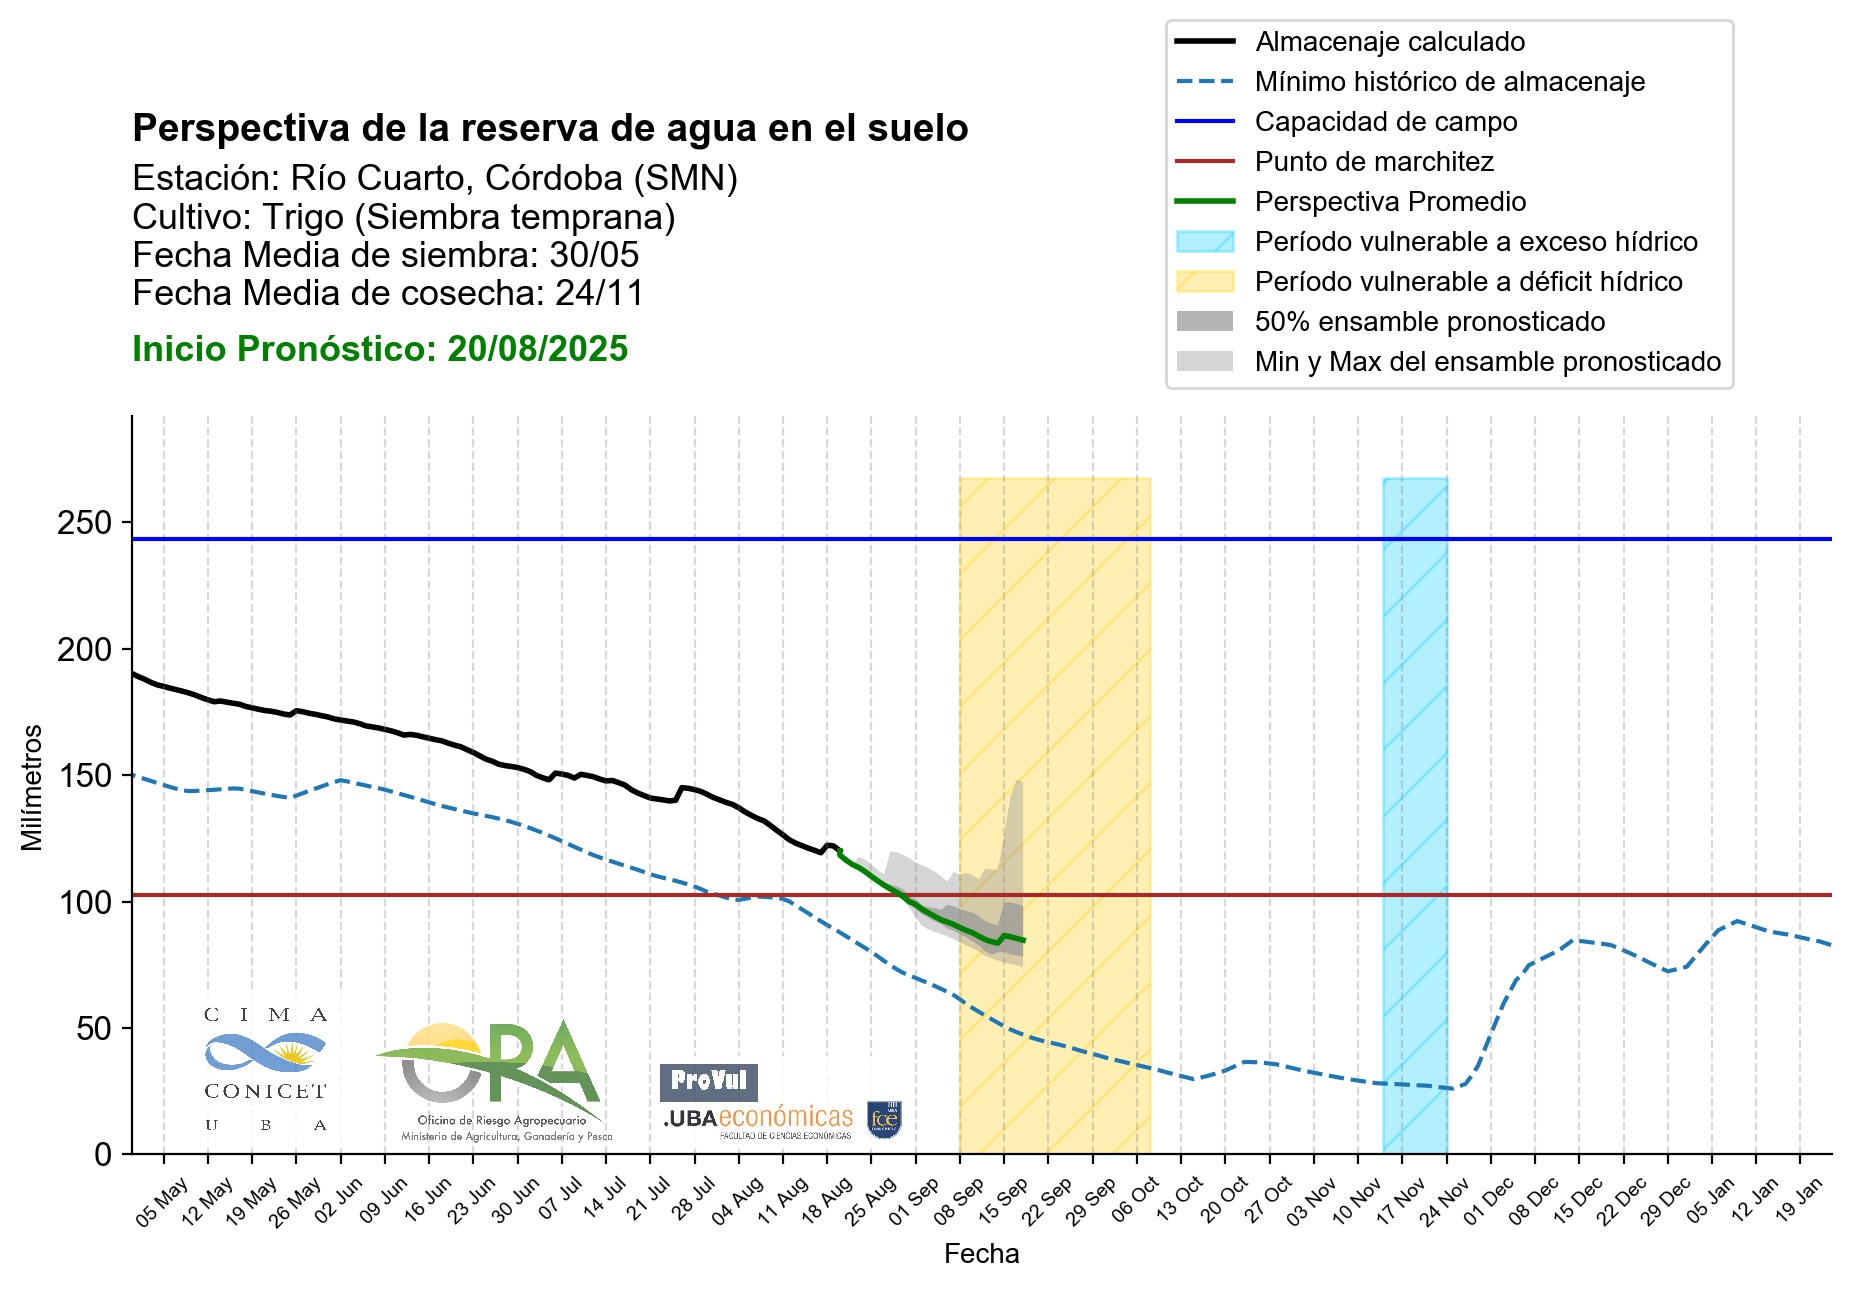 Almacenaje calculado
Mínimo histórico de almacenaje
Capacidad de campo
Punto de marchitez
Perspectiva Promedio
Período vulnerable a exceso hídrico
Período vulnerable a déficit hídrico
50% ensamble pronosticado
Min y Max del ensamble pronosticado
Perspectiva de la reserva de agua en el suelo
Estación: Río Cuarto, Córdoba (SMN)
Cultivo: Trigo (Siembra temprana)
Fecha Media de siembra: 30/05
Fecha Media de cosecha: 24/11
Inicio Pronóstico: 20/08/2025
250
200
150
100
50
0
Milímetros
C I M A
CONICET
U B A
ORA
Oficina de Riesgo Agropecuario
Ministerio de Agricultura, Ganadería y Pesca
ProVul
.UBAeconómicas
FACULTAD DE CIENCIAS ECONÓMICAS
UBA
fce
ECONÓMICAS
05 May
12 May
19 May
26 May
02 Jun
09 Jun
16 Jun
23 Jun
30 Jun
07 Jul
14 Jul
21 Jul
28 Jul
04 Aug
11 Aug
18 Aug
25 Aug
01 Sep
08 Sep
15 Sep
22 Sep
29 Sep
06 Oct
13 Oct
20 Oct
27 Oct
03 Nov
10 Nov
17 Nov
24 Nov
01 Dec
08 Dec
15 Dec
22 Dec
29 Dec
05 Jan
12 Jan
19 Jan
Fecha